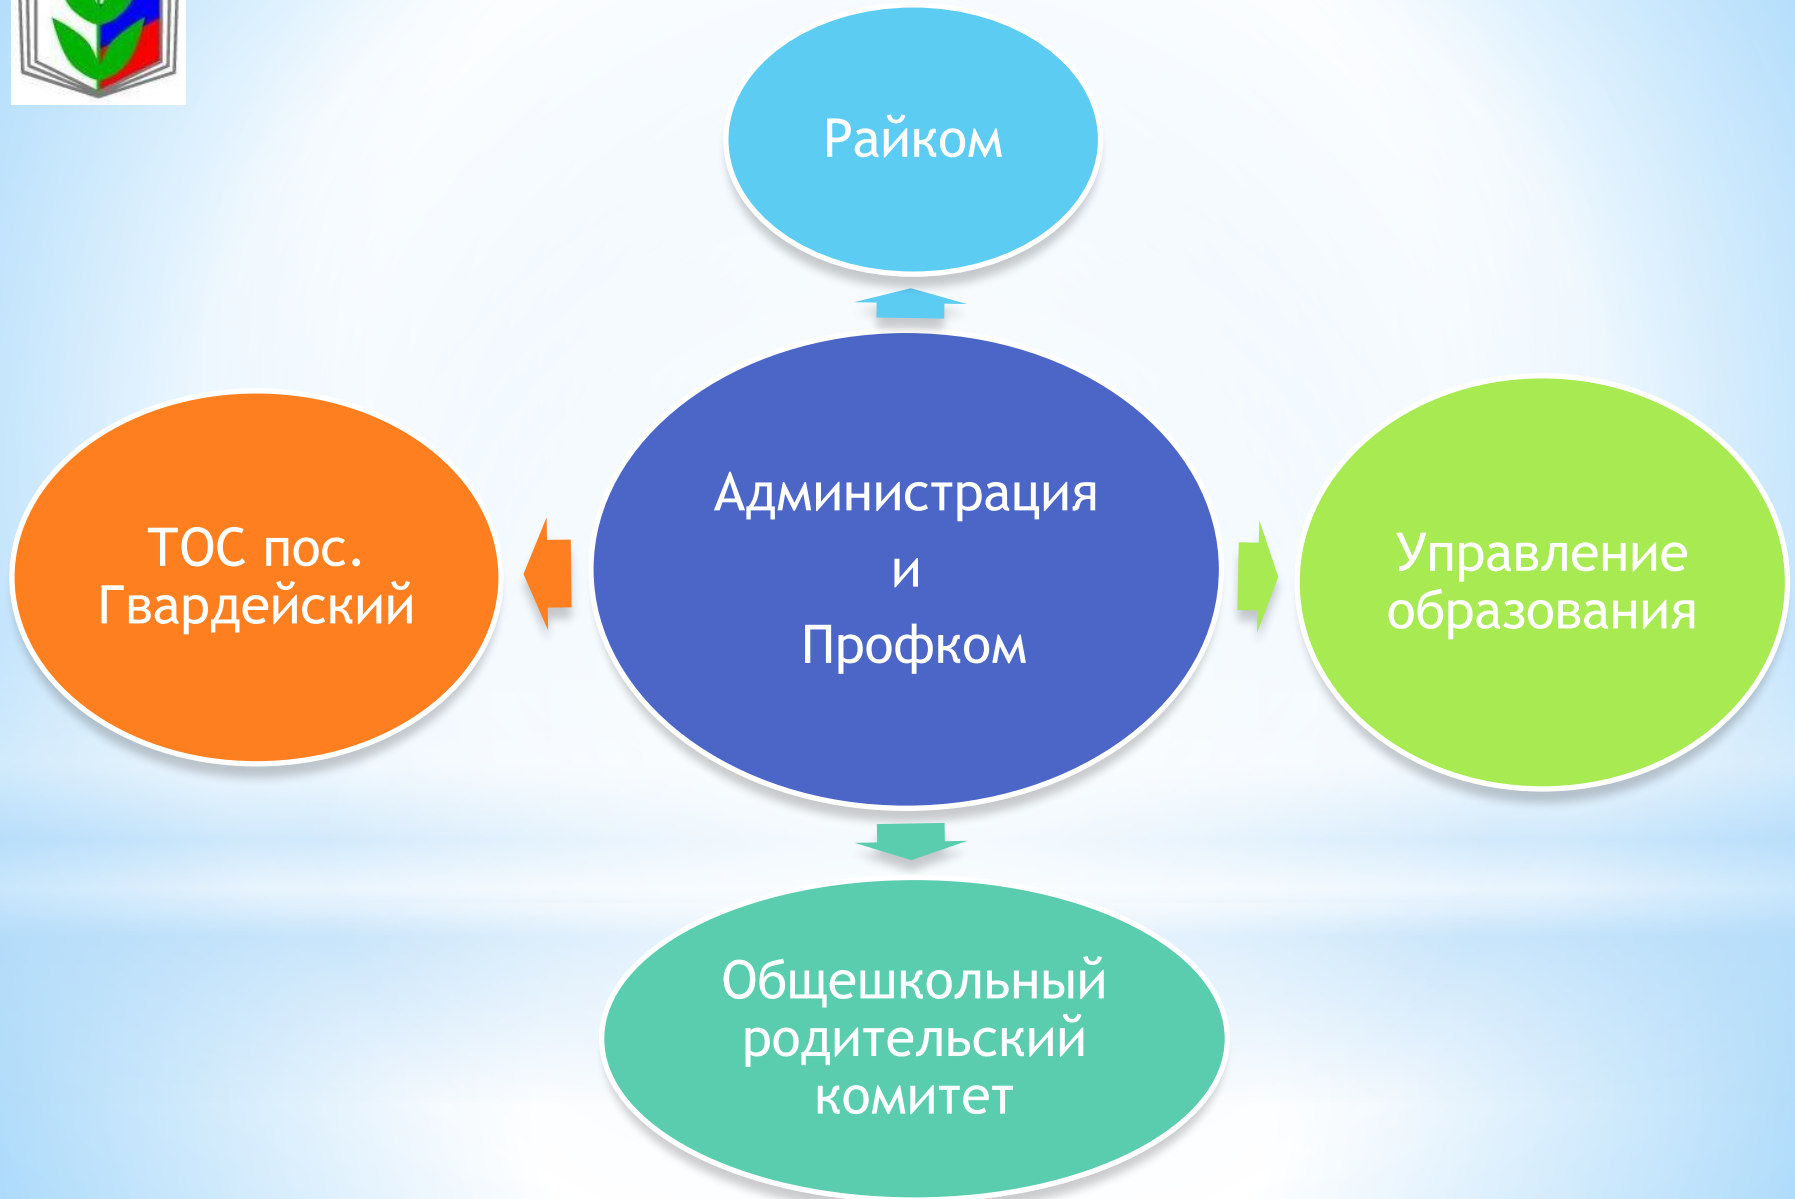 Райком
ТОС пос.
Гвардейский
Администрация
и
Профком
Управление
образования
Общешкольный
родительский
комитет